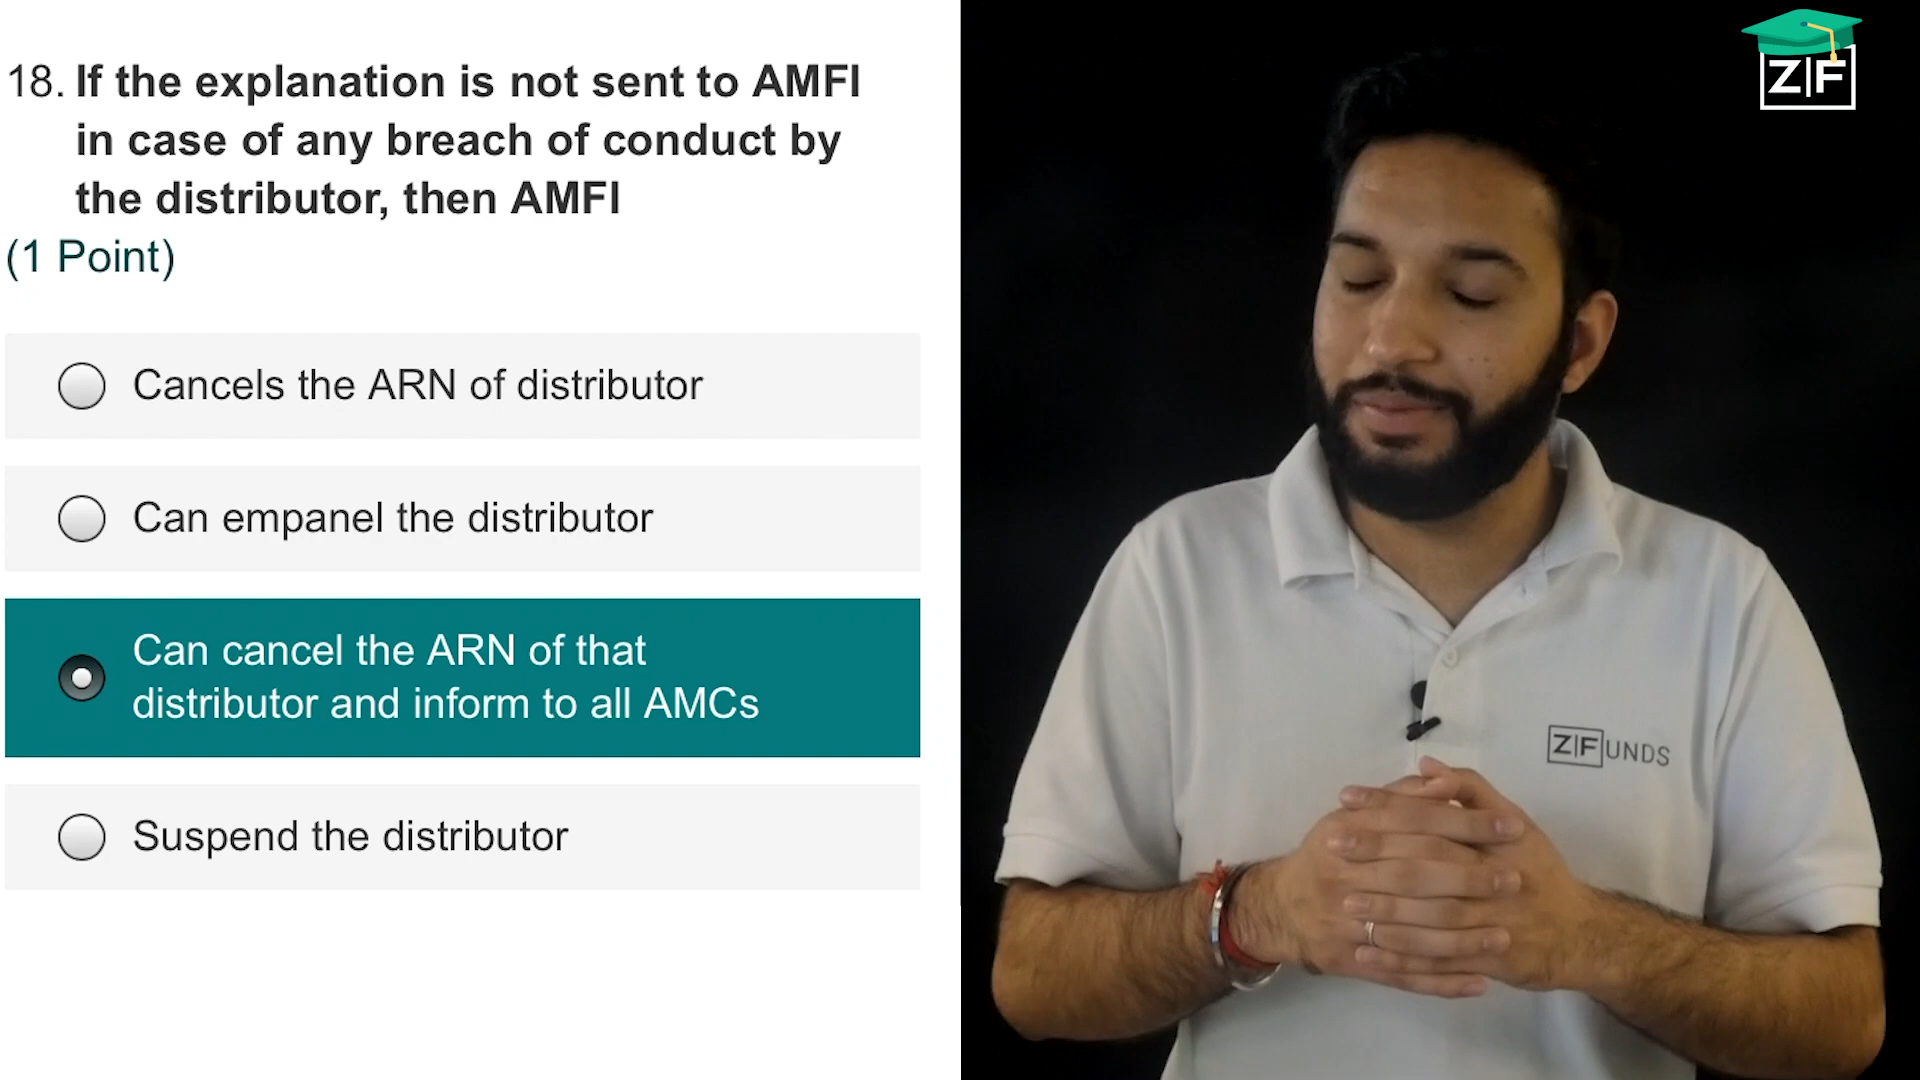 18. If the explanation is not sent to AMFI
in case of any breach of conduct by
the distributor, then AMFI
(1 Point)
Cancels the ARN of distributor
Can empanel the distributor
Can cancel the ARN of that
distributor and inform to all AMCs
Suspend the distributor
Z|F
Z|FUNDS